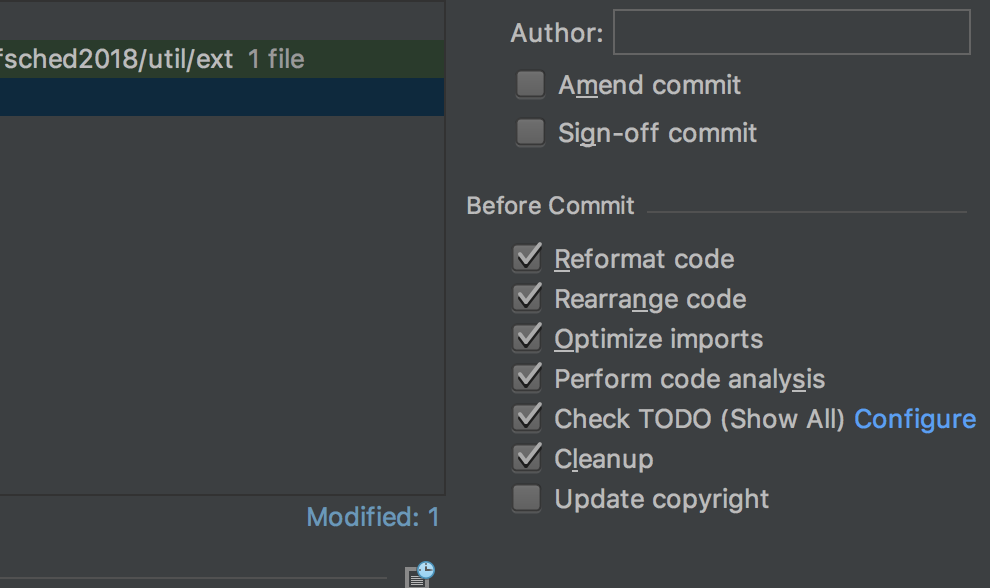 Author:
fsched2018/util/ext 1 file
Amend commit
Sign-off commit
Before Commit
Reformat code
Rearrange code
Optimize imports
Perform code analysis
Check TODO (Show All) Configure
Cleanup
Update copyright
Modified: 1